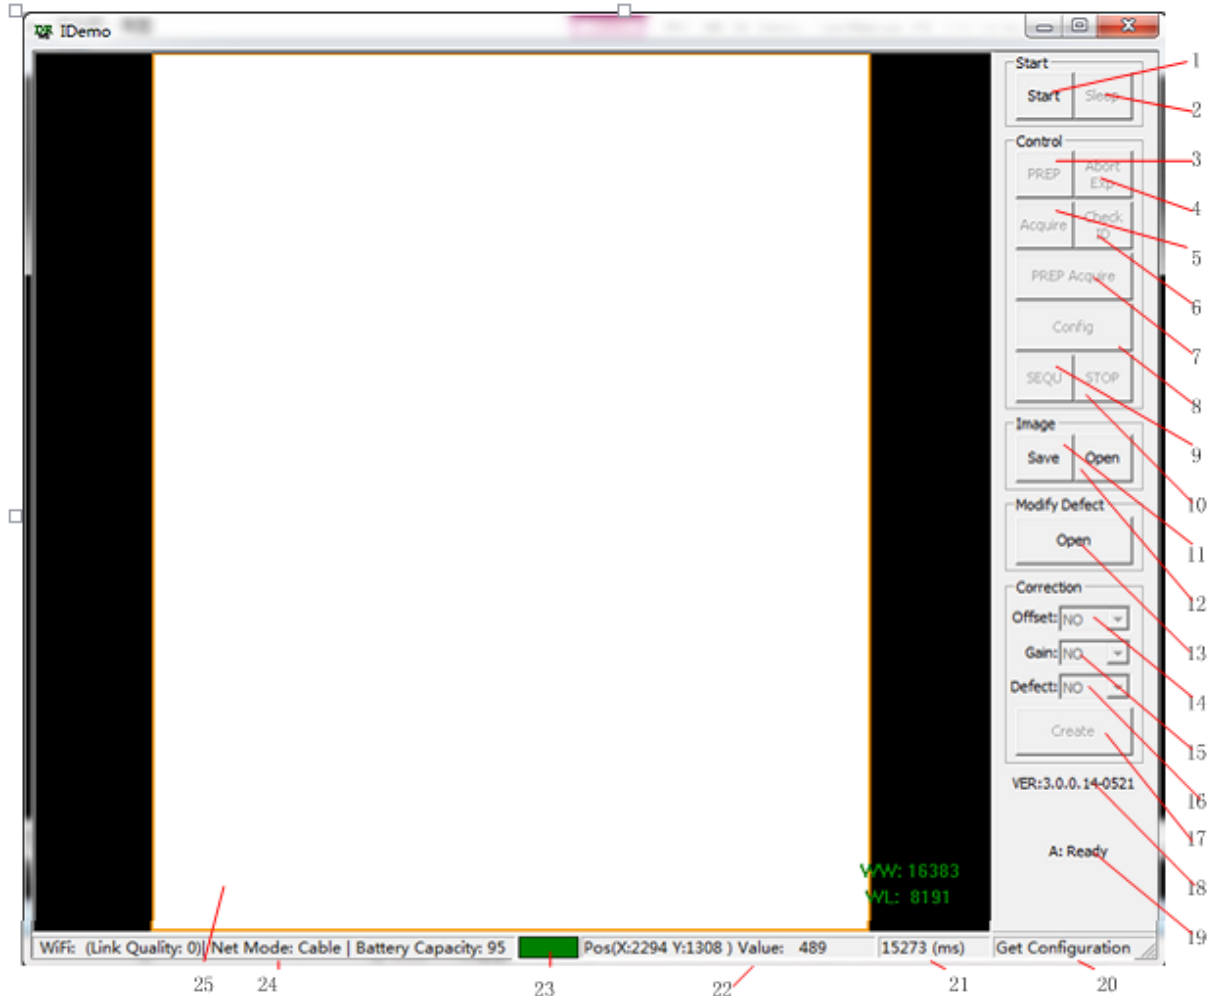 IDemo
Start
1
Start Sleep
2
Control
3
PREP Abort Exp
4
Acquire Check ID
5
PREP Acquire
6
Config
7
SEQU STOP
8
Image
9
Save Open
10
Modify Defect
Open
11
Correction
12
Offset: NO
Gain: NO
13
Defect: NO
14
Create
15
VER:3.0.0.14-0521
16
17
A: Ready
WW: 16383
18
WL: 8191
19
WiFi: (Link Quality: 0)| Net Mode: Cable | Battery Capacity: 95 Pos(X:2294 Y:1308 ) Value: 489 15273 (ms) Get Configuration
25 24 23 22 21 20